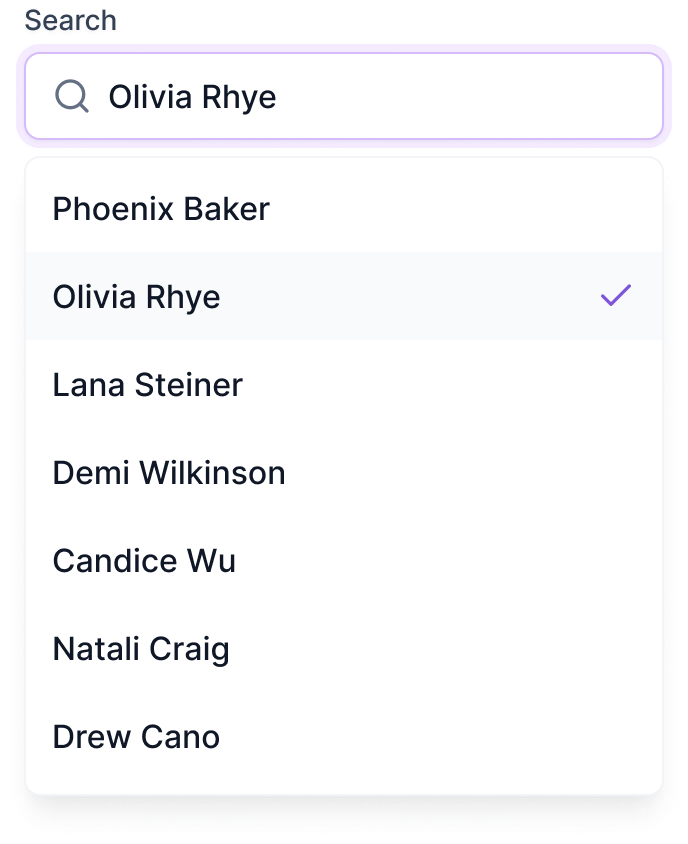 Search
Olivia Rhye
Phoenix Baker
Olivia Rhye
Lana Steiner
Demi Wilkinson
Candice Wu
Natali Craig
Drew Cano